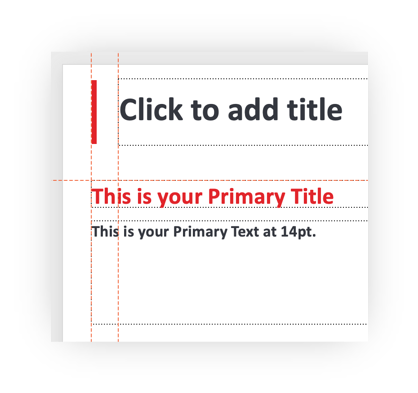 Click to add title
This is your Primary Title
This is your Primary Text at 14pt.